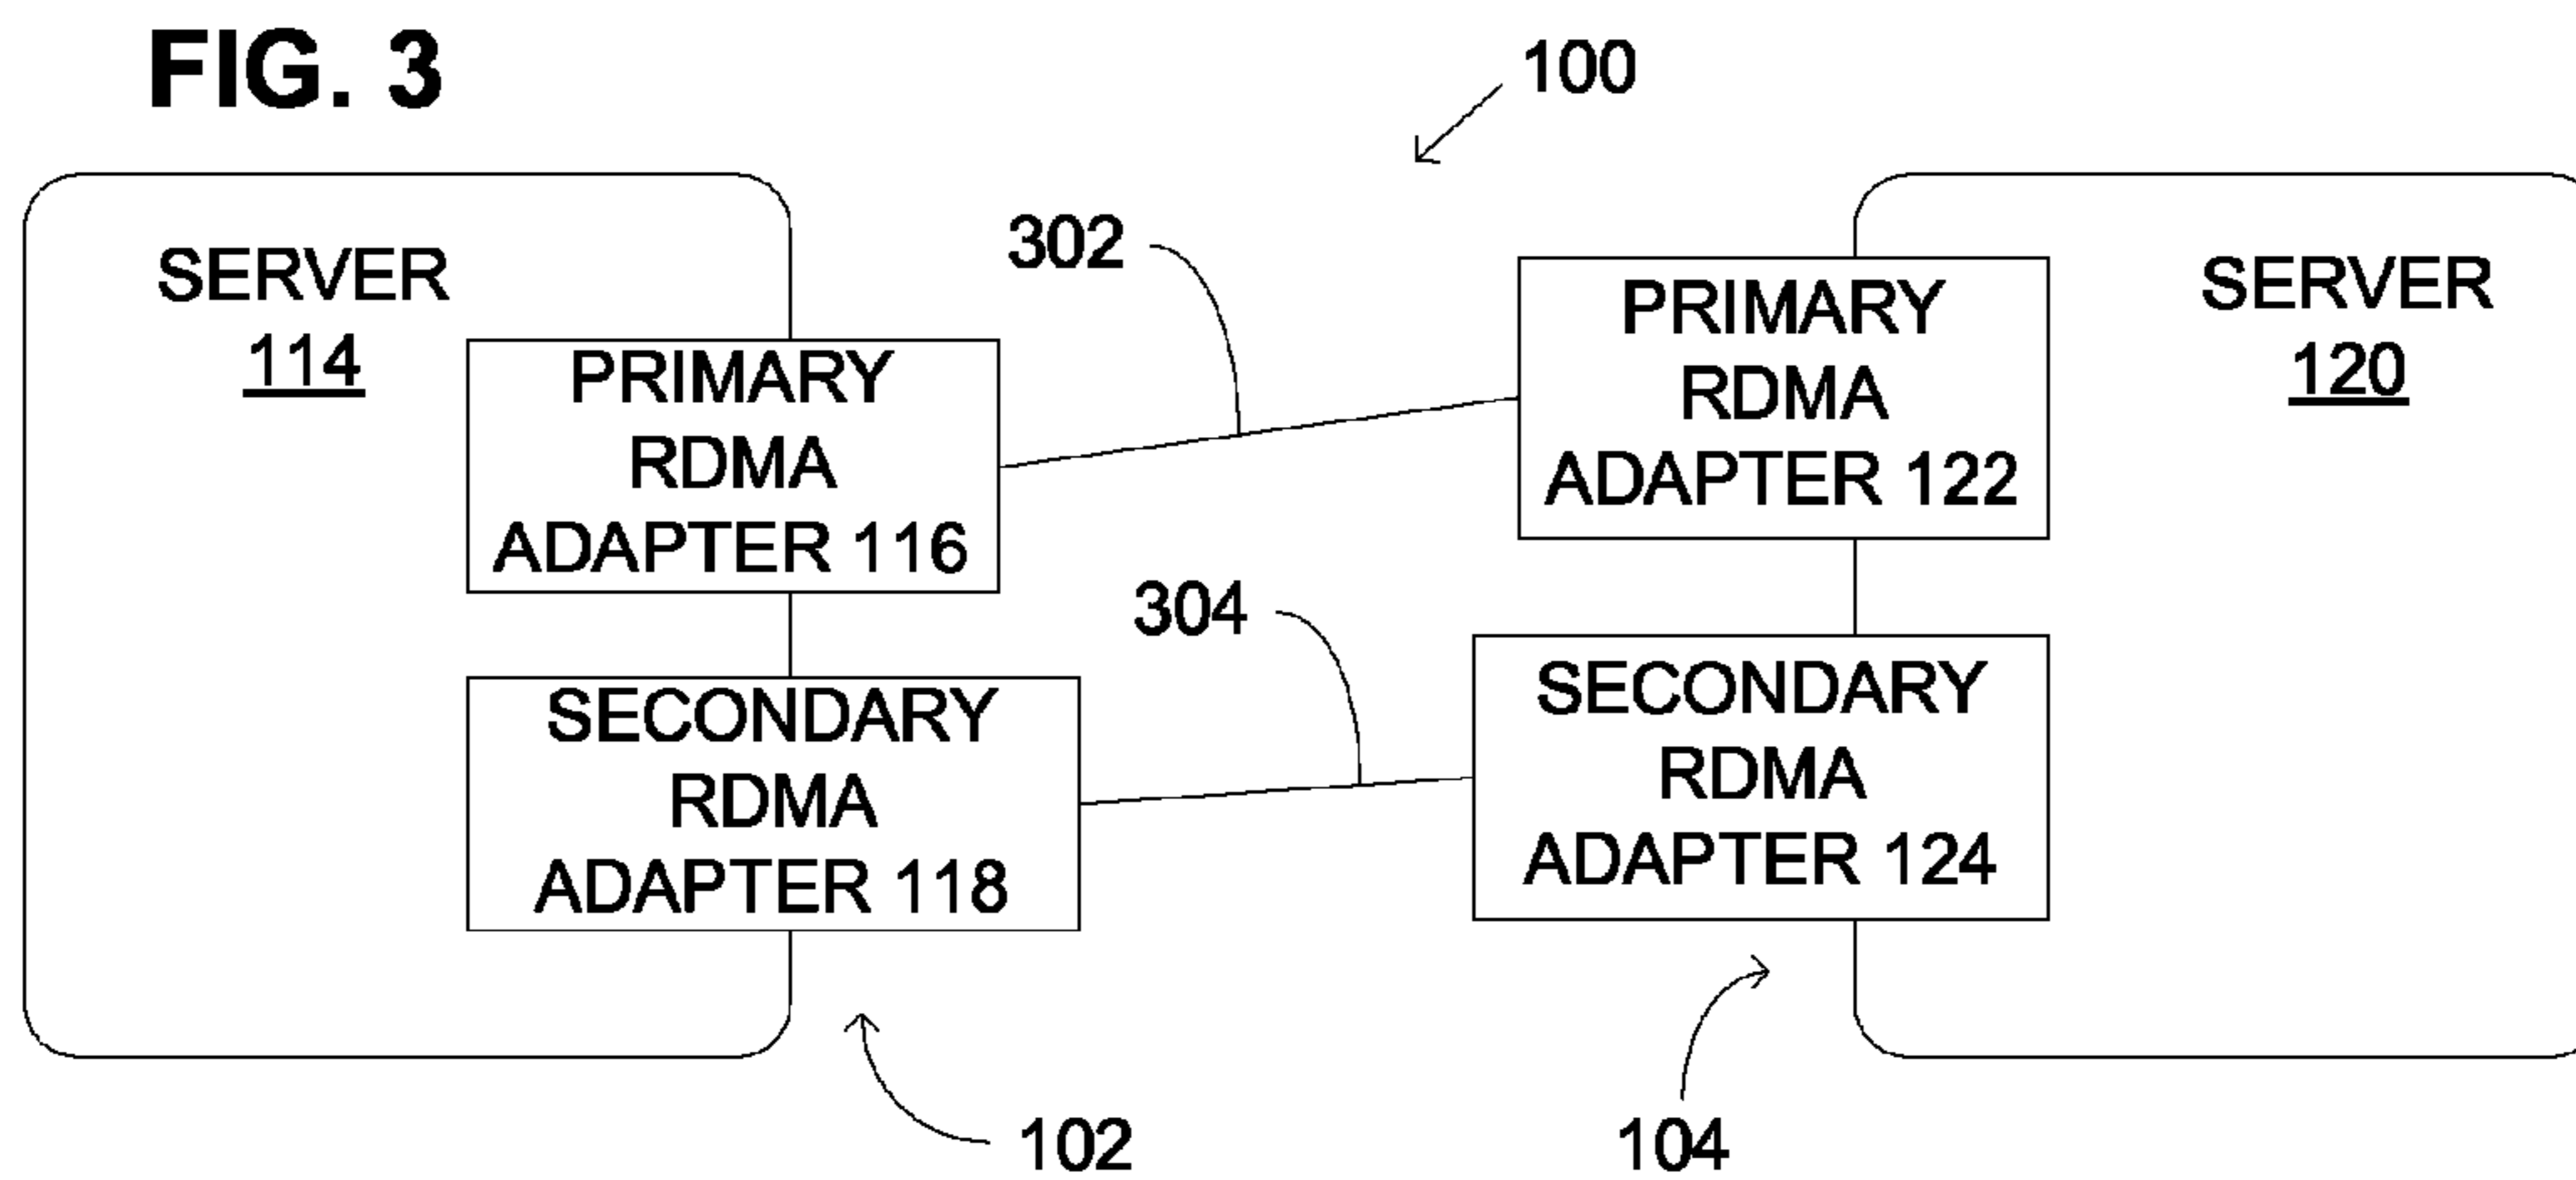 FIG. 3
100
SERVER
114
302
PRIMARY
RDMA
ADAPTER 116
PRIMARY
RDMA
ADAPTER 122
SERVER
120
304
SECONDARY
RDMA
ADAPTER 118
SECONDARY
RDMA
ADAPTER 124
102
104